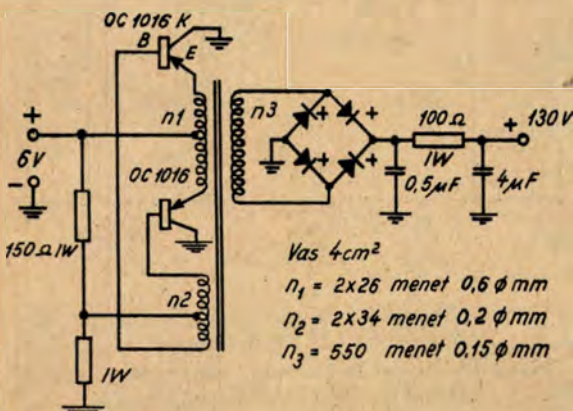 OC 1016 K
B
E
n1
n3
+
6V
-
OC 1016
150 Ω 1W
n2
1W
+
+
+
+
100 Ω
1W
0,5 μF
4 μF
+ 130V
Vas 4cm²
n₁ = 2x26 menet 0,6 ϕ mm
n₂ = 2x34 menet 0,2 ϕ mm
n₃ = 550 menet 0,15 ϕ mm